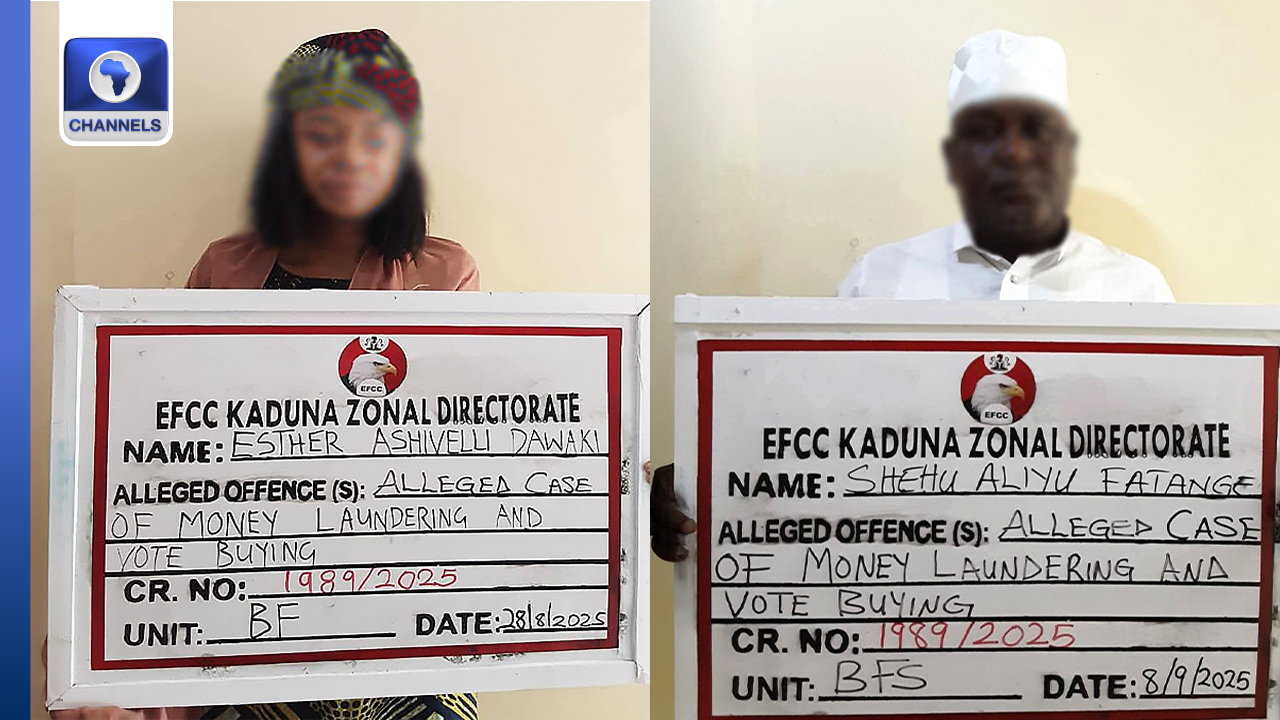 CHANNELS
EFCC
EFCC KADUNA ZONAL DIRECTORATE
NAME: ESTHER ASHIVELLI DAWAKI
ALLEGED OFFENCE (S): ALLEGED CASE
OF MONEY LAUNDERING AND
VOTE BUYING
CR. NO: 1989/2025
UNIT: BF DATE: 28/8/2025
EFCC
EFCC KADUNA ZONAL DIRECTORATE
NAME: SHEHU ALIYU FATANGE
ALLEGED OFFENCE (S): ALLEGED CASE
OF MONEY LAUNDERING AND
VOTE BUYING
CR. NO: 1989/2025
UNIT: BFS DATE: 8/9/2025